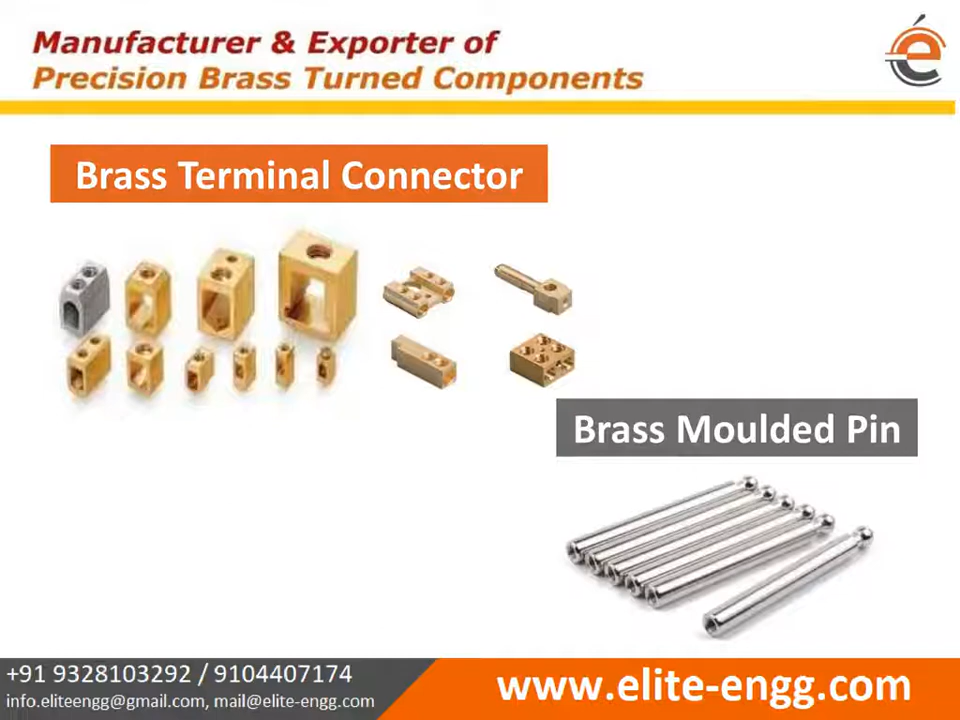 Manufacturer & Exporter of
Precision Brass Turned Components
Brass Terminal Connector
Brass Moulded Pin
+91 9328103292 / 9104407174
info.eliteengg@gmail.com, mail@elite-engg.com
www.elite-engg.com